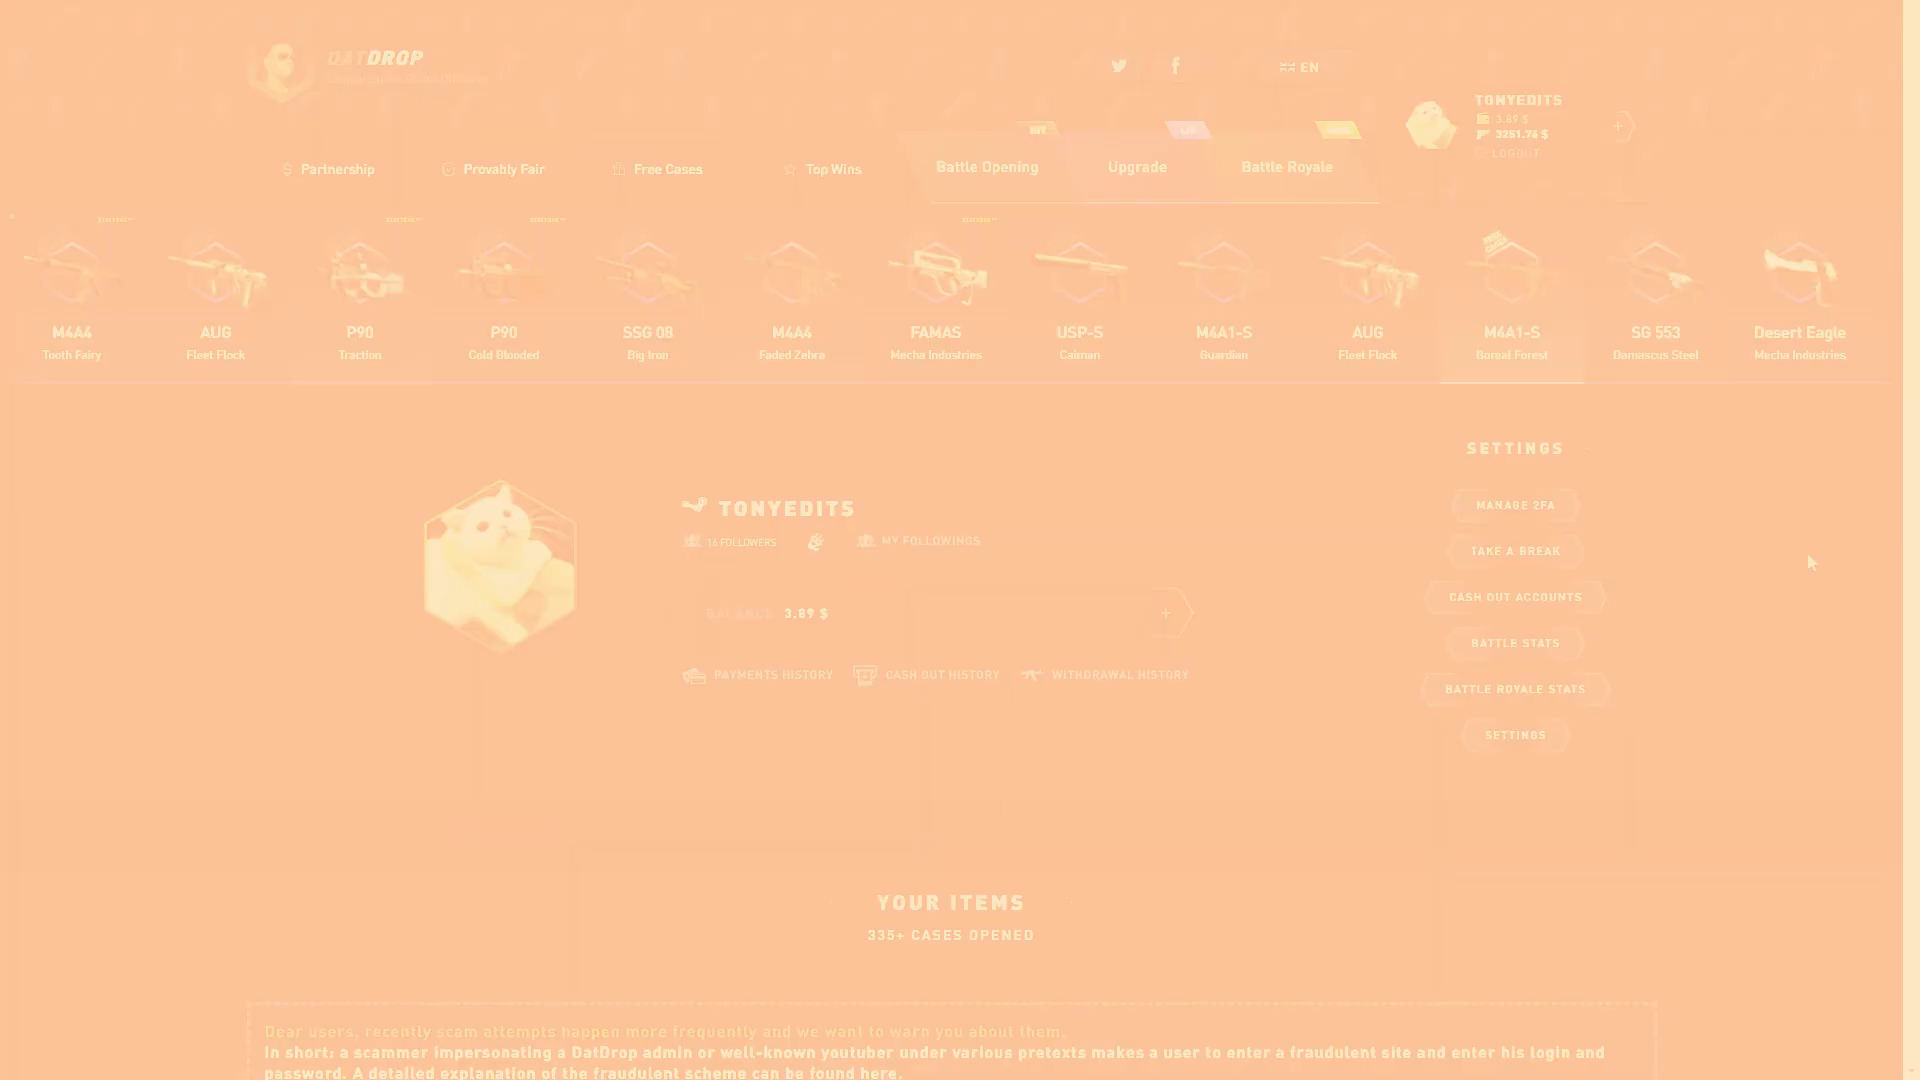 DATDROP
EN
TONYEDITS
3.89 $
3251.76 $
LOGOUT
Partnership
Provably Fair
Free Cases
Top Wins
Battle Opening
Upgrade
Battle Royale
M4A4
Tooth Fairy
AUG
Fleet Flock
P90
Traction
P90
Cold Blooded
SSG 08
Big Iron
M4A4
Faded Zebra
FAMAS
Mecha Industries
USP-S
Caiman
M4A1-S
Guardian
AUG
Fleet Flock
FREE CASES
M4A1-S
Boreal Forest
SG 553
Damascus Steel
Desert Eagle
Mecha Industries
SETTINGS
TONYEDITS
16 FOLLOWERS
MY FOLLOWINGS
BALANCE 3.89 $
PAYMENTS HISTORY
CASH OUT HISTORY
WITHDRAWAL HISTORY
MANAGE 2FA
TAKE A BREAK
CASH OUT ACCOUNTS
BATTLE STATS
BATTLE ROYALE STATS
SETTINGS
YOUR ITEMS
335+ CASES OPENED
Dear users, recently scam attempts happen more frequently and we want to warn you about them.
In short: a scammer impersonating a DatDrop admin or well-known youtuber under various pretexts makes a user to enter a fraudulent site and enter his login and
password. A detailed explanation of the fraudulent scheme can be found here.